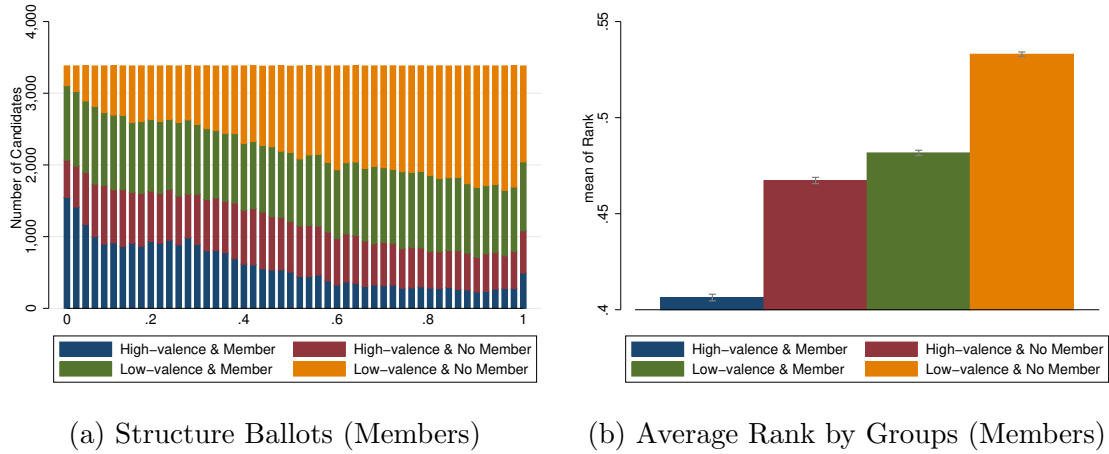 4,000
3,000
2,000
1,000
0
Number of Candidates
0 .2 .4 .6 .8 1
High−valence & Member High−valence & No Member
Low−valence & Member Low−valence & No Member
(a) Structure Ballots (Members)
.55
.5
.45
.4
mean of Rank
High−valence & Member High−valence & No Member
Low−valence & Member Low−valence & No Member
(b) Average Rank by Groups (Members)